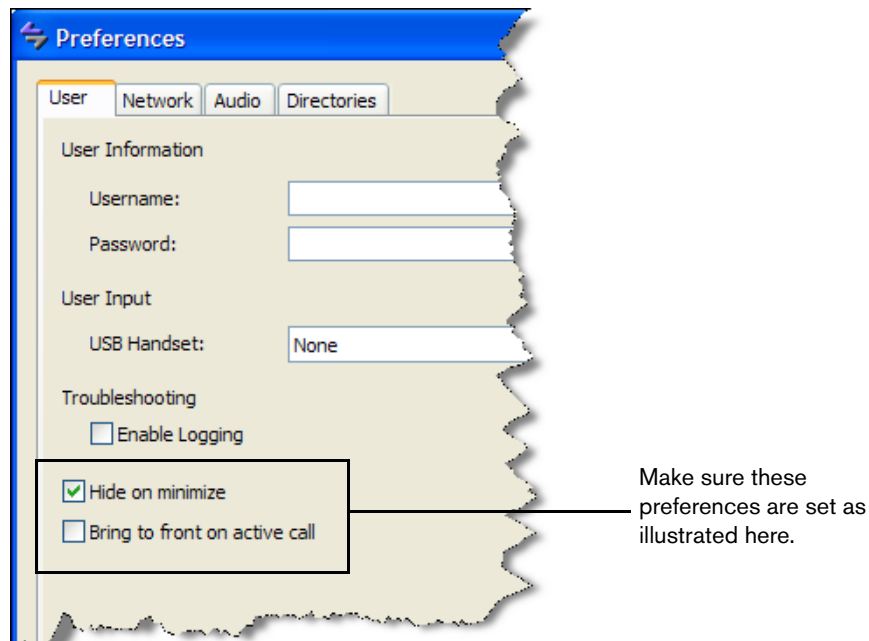 Preferences
User Network Audio Directories
User Information
Username:
Password:
User Input
USB Handset: None
Troubleshooting
Enable Logging
Hide on minimize
Bring to front on active call
Make sure these
preferences are set as
illustrated here.